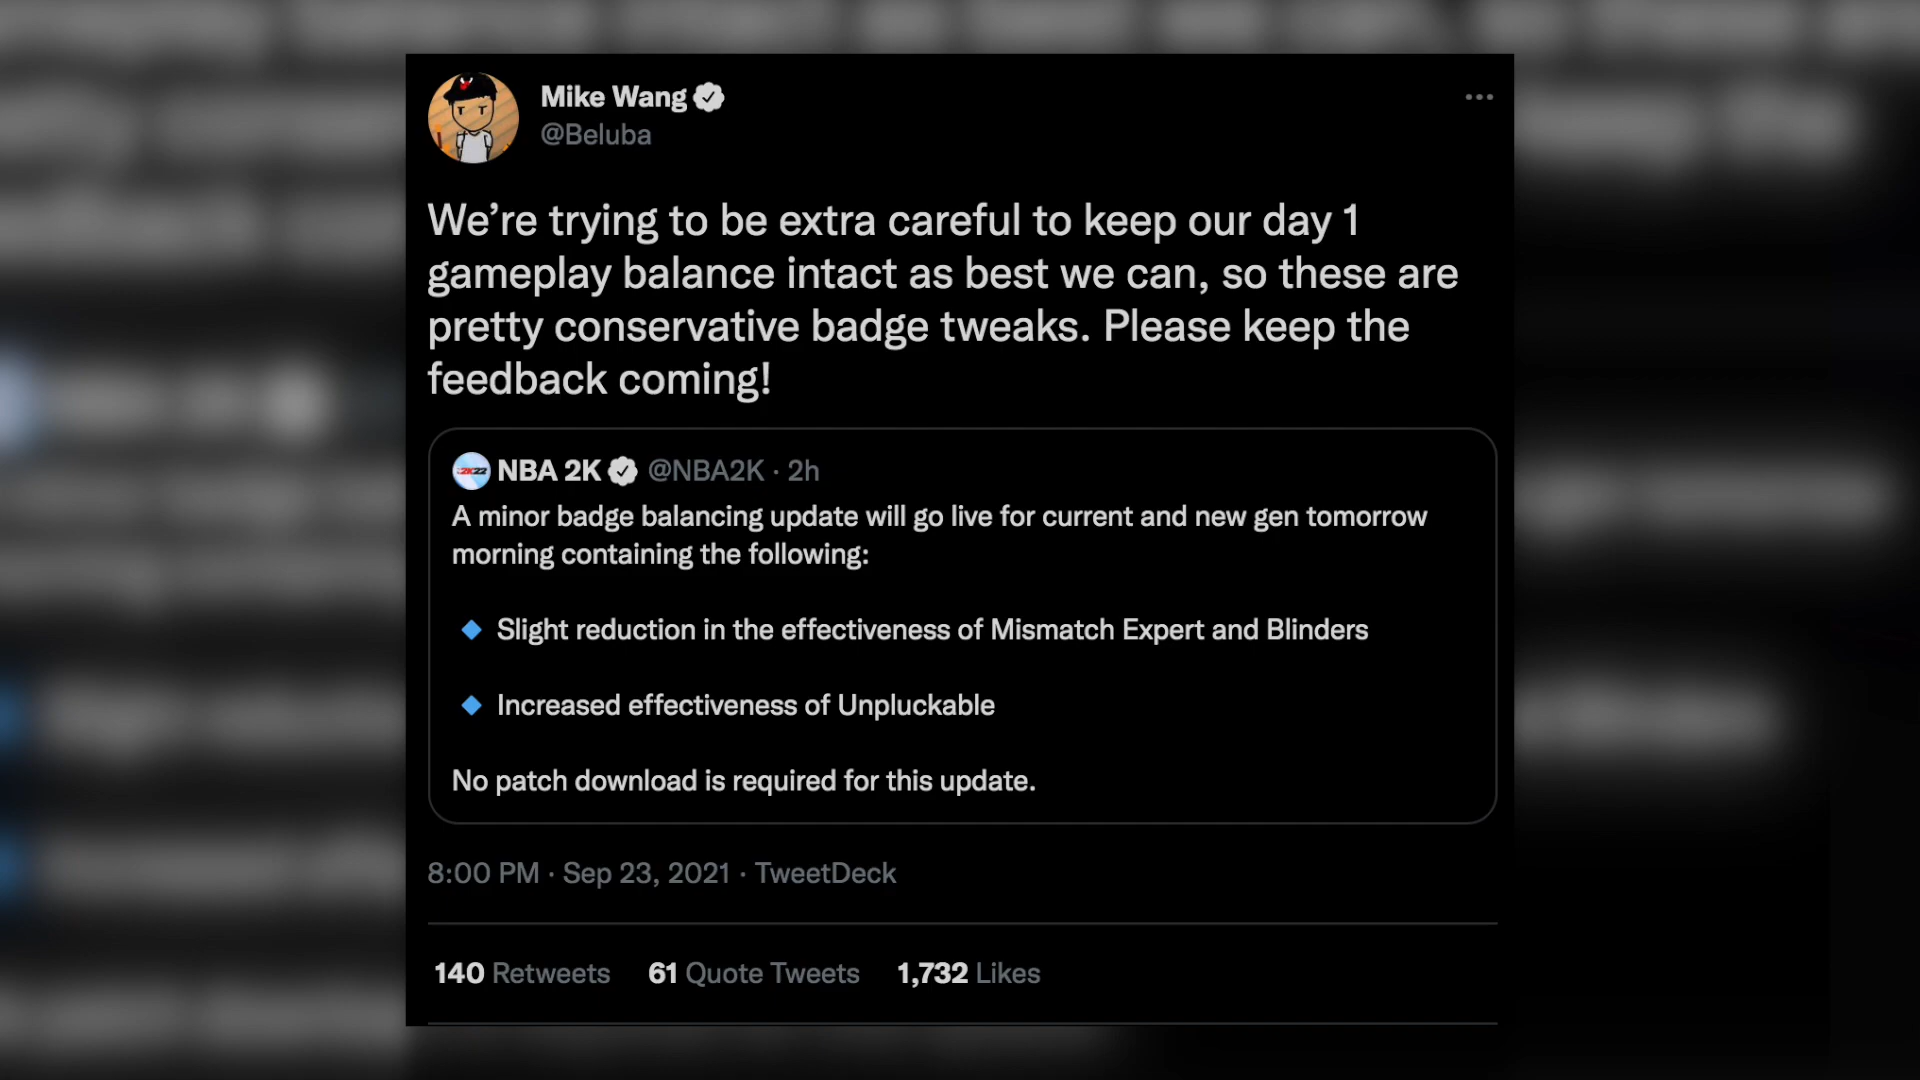 Mike Wang
@Beluba
We’re trying to be extra careful to keep our day 1
gameplay balance intact as best we can, so these are
pretty conservative badge tweaks. Please keep the
feedback coming!
2K22 NBA 2K @NBA2K · 2h
A minor badge balancing update will go live for current and new gen tomorrow
morning containing the following:
🔹 Slight reduction in the effectiveness of Mismatch Expert and Blinders
🔹 Increased effectiveness of Unpluckable
No patch download is required for this update.
8:00 PM · Sep 23, 2021 · TweetDeck
140 Retweets 61 Quote Tweets 1,732 Likes